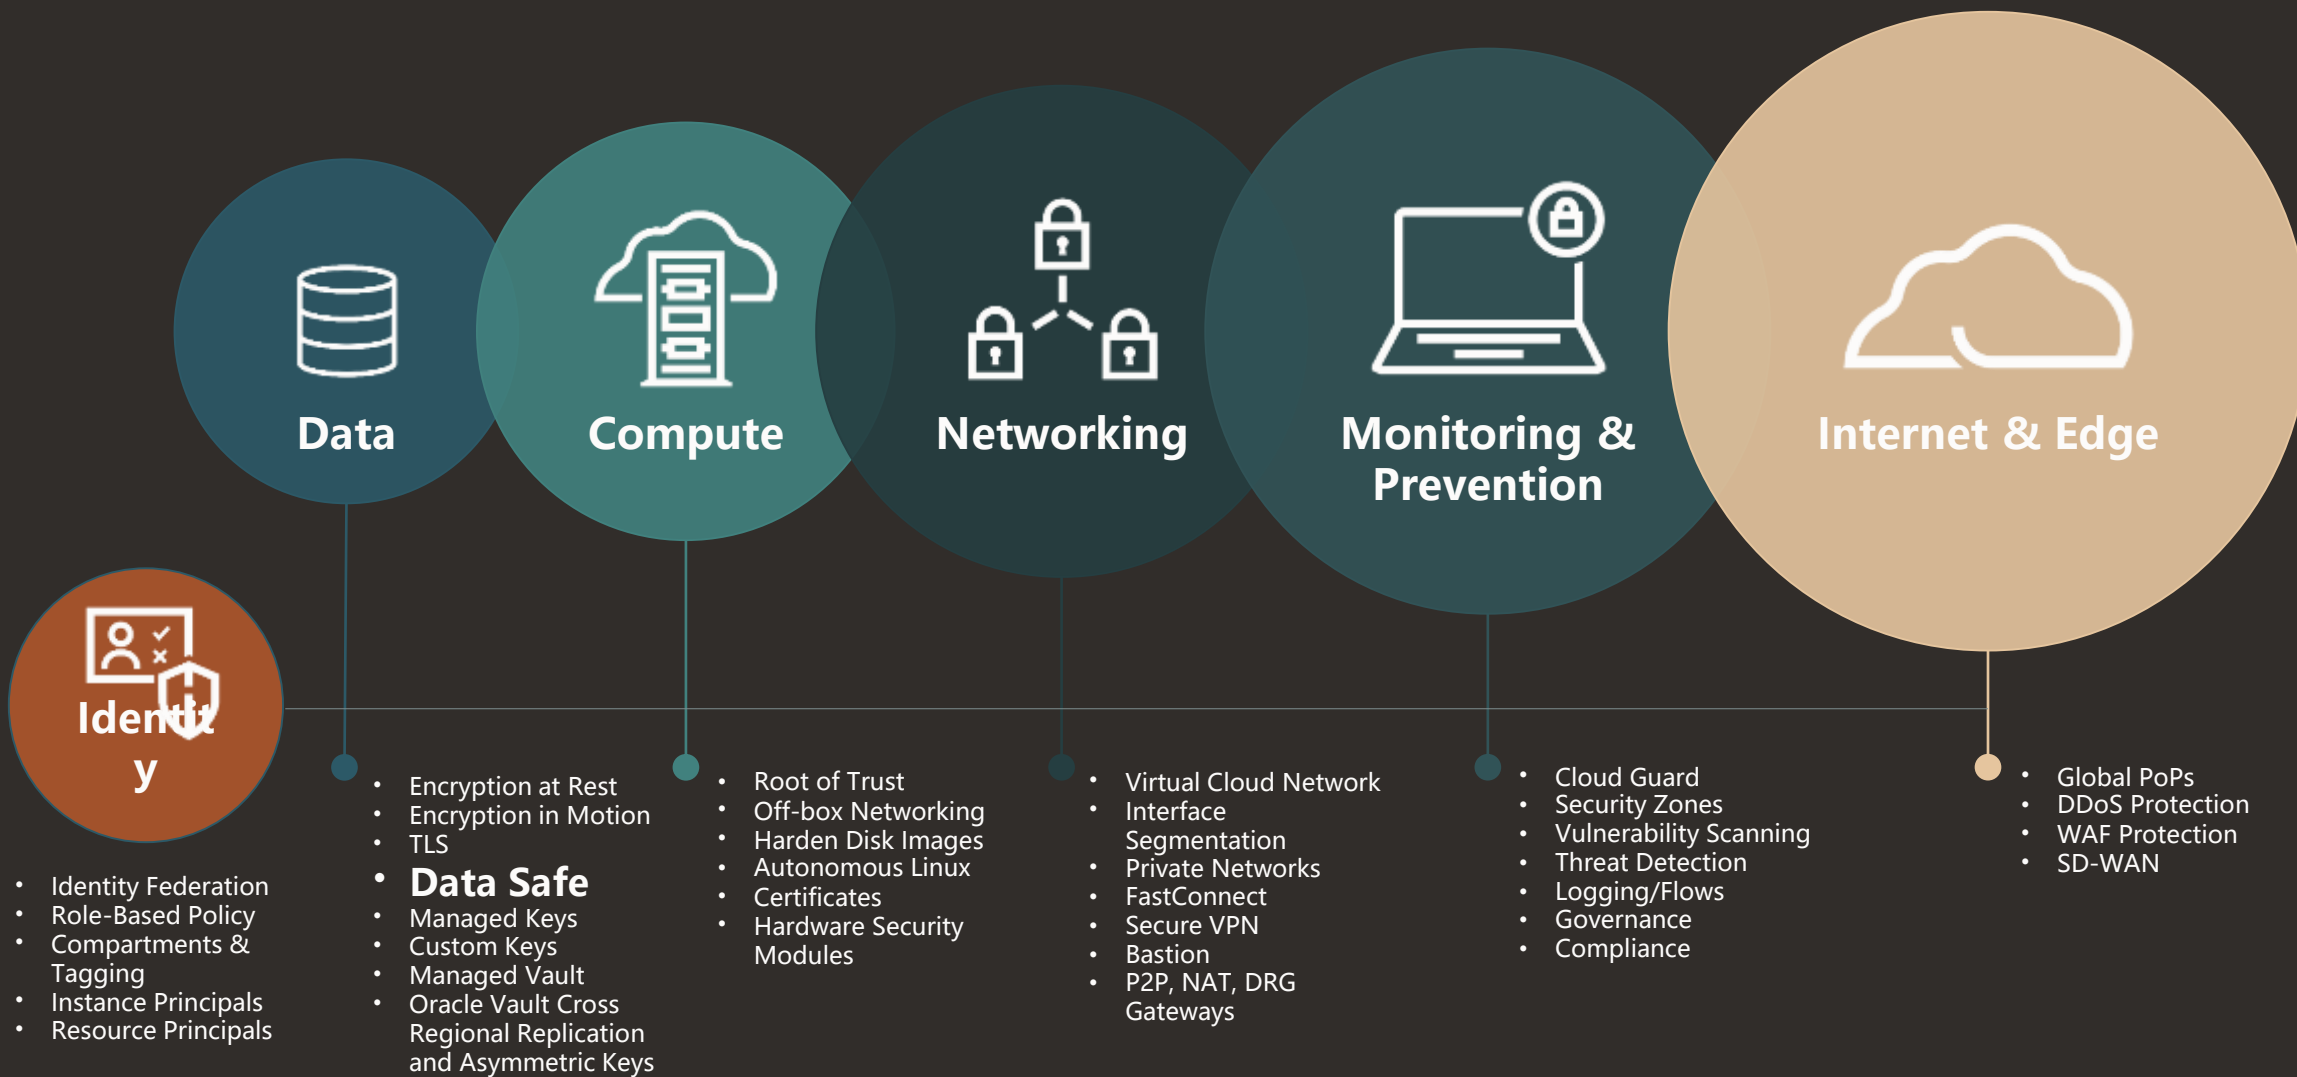 Data
Compute
Networking
Monitoring &
Prevention
Internet & Edge
Identit
y
• Identity Federation
• Role-Based Policy
• Compartments &
Tagging
• Instance Principals
• Resource Principals
• Encryption at Rest
• Encryption in Motion
• TLS
• Data Safe
• Managed Keys
• Custom Keys
• Managed Vault
• Oracle Vault Cross
Regional Replication
and Asymmetric Keys
• Root of Trust
• Off-box Networking
• Harden Disk Images
• Autonomous Linux
• Certificates
• Hardware Security
Modules
• Virtual Cloud Network
• Interface
Segmentation
• Private Networks
• FastConnect
• Secure VPN
• Bastion
• P2P, NAT, DRG
Gateways
• Cloud Guard
• Security Zones
• Vulnerability Scanning
• Threat Detection
• Logging/Flows
• Governance
• Compliance
• Global PoPs
• DDoS Protection
• WAF Protection
• SD-WAN